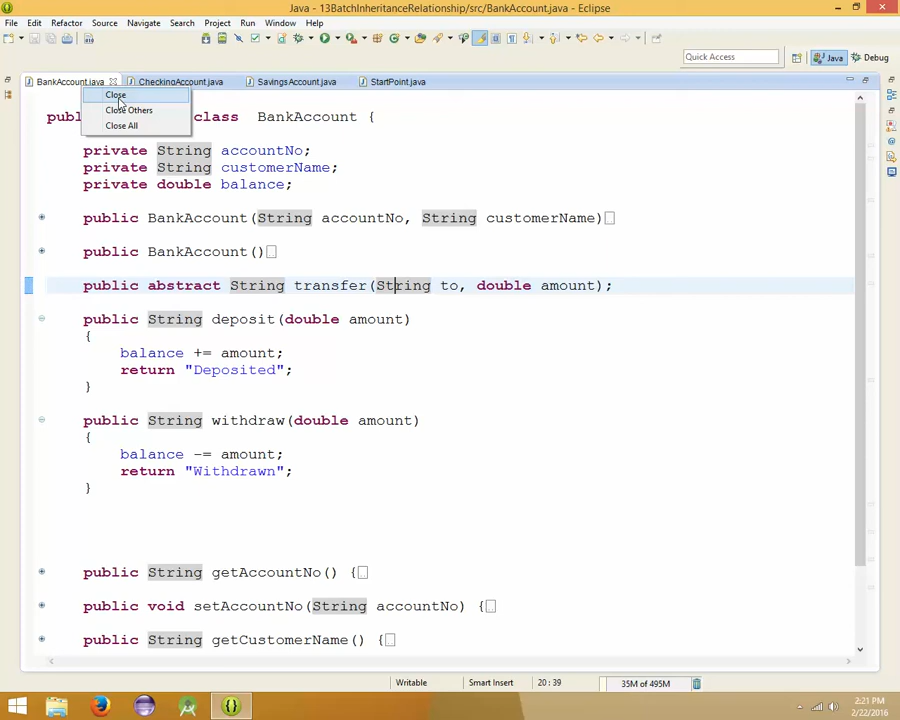 Java - 13BatchInheritanceRelationship/src/BankAccount.java - Eclipse
File Edit Refactor Source Navigate Search Project Run Window Help
Quick Access
Java
Debug
BankAccount.java
CheckingAccount.java
SavingsAccount.java
StartPoint.java
Close
Close Others
Close All
class BankAccount {
private String accountNo;
private String customerName;
private double balance;
public BankAccount(String accountNo, String customerName)
public BankAccount()
public abstract String transfer(String to, double amount);
public String deposit(double amount)
{
balance += amount;
return "Deposited";
}
public String withdraw(double amount)
{
balance -= amount;
return "Withdrawn";
}
public String getAccountNo() {
public void setAccountNo(String accountNo) {
public String getCustomerName() {
Writable
Smart Insert
20 : 39
35M of 495M
2:21 PM
2/22/2016